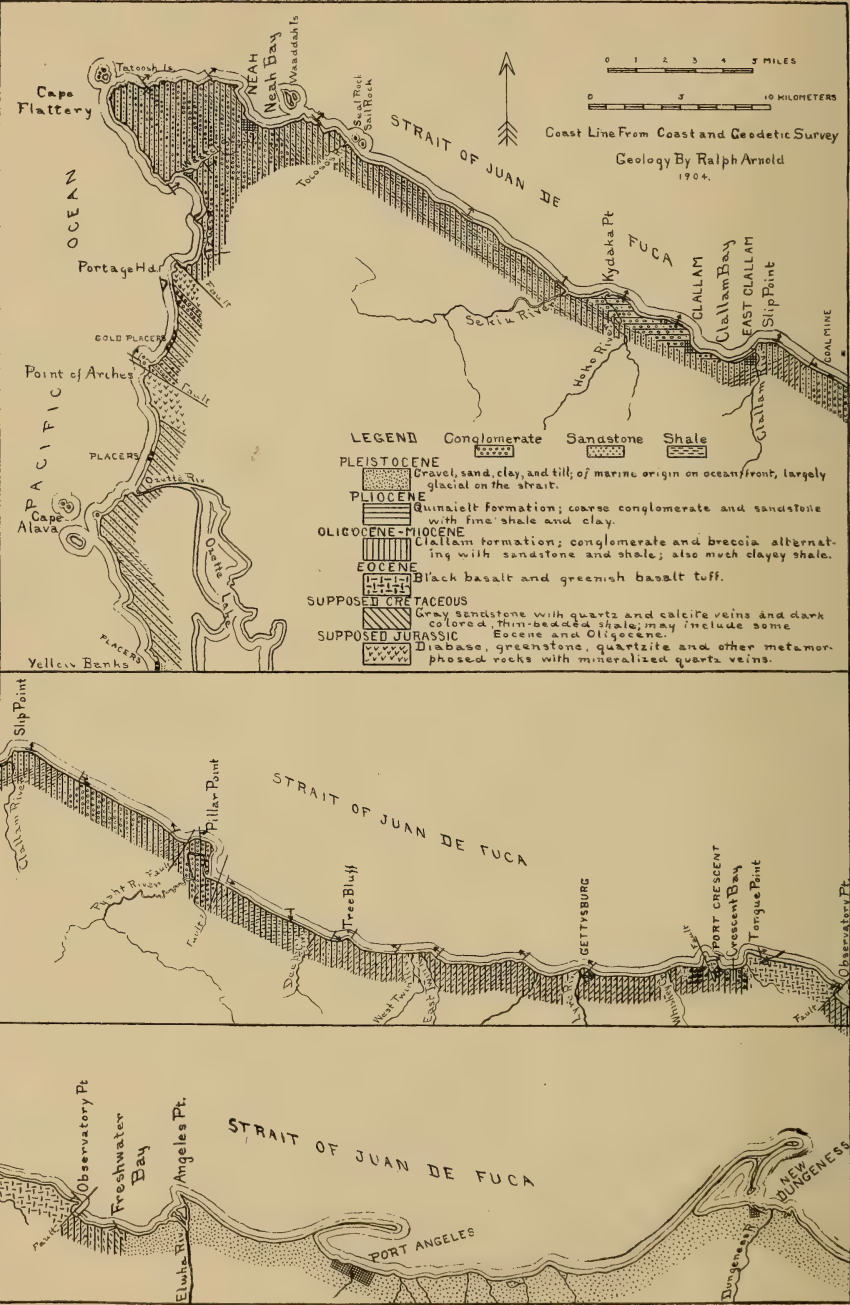 Tatoosh Is
Cape
Flattery
NEAH
Neah Bay
Waaddah Is
Seal Rock
Sail Rock
0 1 2 3 4 5 MILES
0 5 10 KILOMETERS
Coast Line From Coast and Geodetic Survey
Geology By Ralph Arnold
1904.
STRAIT OF JUAN DE
FUCA
PACIFIC
OCEAN
Portage Hd.
Fault
GOLD PLACERS
Point of Arches
Fault
PLACERS
Ozette Riv
Cape
Alava
Ozette
Lake
PLACERS
Yellow Banks
Sekiu River
Hoko River
Kydaka Pt
CLALLAM
Clallam Bay
EAST CLALLAM
Slip Point
COAL MINE
Clallam Riv
LEGEND
Conglomerate
Sandstone
Shale
PLEISTOCENE
Gravel, sand, clay, and till; of marine origin on ocean front, largely
glacial on the strait.
PLIOCENE
Quinaielt formation; coarse conglomerate and sandstone
with fine shale and clay.
OLIGOCENE-MIOCENE
Clallam formation; conglomerate and breccia alternat-
ing with sandstone and shale; also much clayey shale.
EOCENE
Black basalt and greenish basalt tuff.
SUPPOSED CRETACEOUS
Gray sandstone with quartz and calcite veins and dark
colored, thin-bedded shale; may include some
Eocene and Oligocene.
SUPPOSED JURASSIC
Diabase, greenstone, quartzite and other metamor-
phosed rocks with mineralized quartz veins.
Slip Point
Clallam River
Pillar Point
Fault
Pysht River
Fault
STRAIT OF JUAN DE FUCA
Tree Bluff
West Twin
East Twin
GETTYSBURG
Lyre R.
Fault
PORT CRESCENT
Crescent Bay
Tongue Point
Observatory Pt.
Fault
Observatory Pt
Freshwater
Bay
Angeles Pt.
Fault
Elwha Riv.
STRAIT OF JUAN DE FUCA
PORT ANGELES
NEW
DUNGENESS
Dungeness R